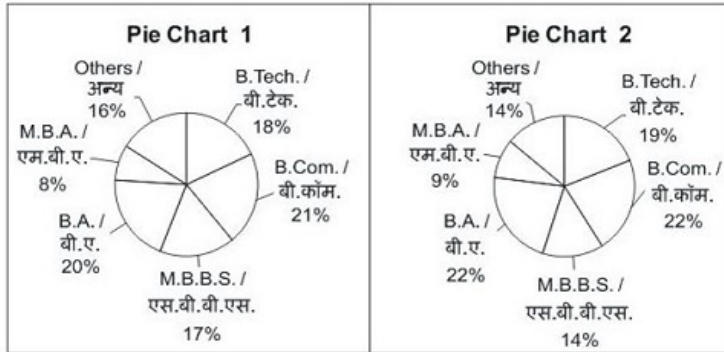 Pie Chart 1
Others /
अन्य
16%
B.Tech. /
बी.टेक.
18%
M.B.A. /
एम.बी.ए.
8%
B.Com. /
बी.कॉम.
21%
B.A. /
बी.ए.
20%
M.B.B.S. /
एस.बी.बी.एस.
17%
Pie Chart 2
Others /
अन्य
14%
B.Tech. /
बी.टेक.
19%
M.B.A. /
एम.बी.ए.
9%
B.Com. /
बी.कॉम.
22%
B.A. /
बी.ए.
22%
M.B.B.S. /
एस.बी.बी.एस.
14%